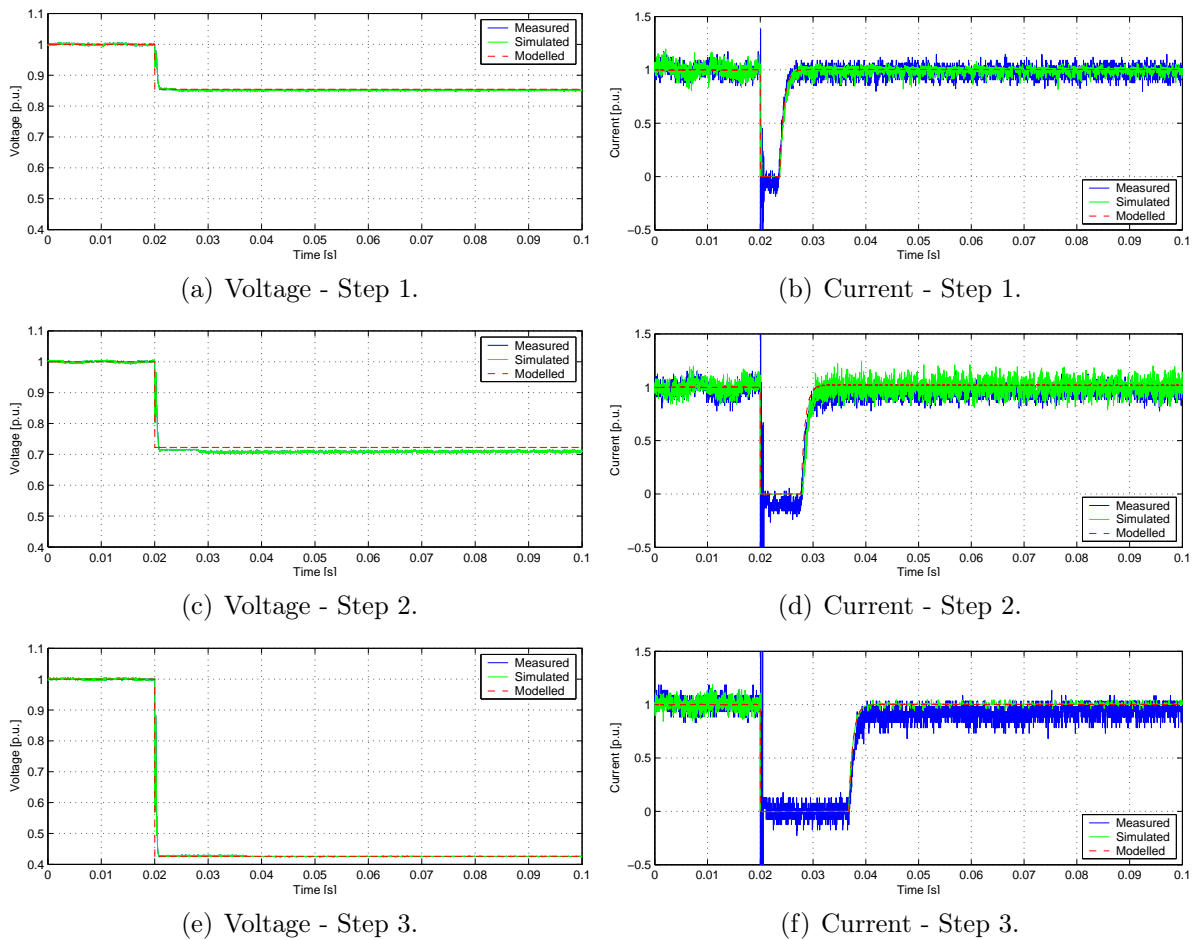 1.1
1
0.9
0.8
0.7
0.6
0.5
0.4
Voltage [p.u.]
0 0.01 0.02 0.03 0.04 0.05 0.06 0.07 0.08 0.09 0.1
Time [s]
Measured
Simulated
Modelled
(a) Voltage - Step 1.
1.5
1
0.5
0
−0.5
Current [p.u.]
0 0.01 0.02 0.03 0.04 0.05 0.06 0.07 0.08 0.09 0.1
Time [s]
Measured
Simulated
Modelled
(b) Current - Step 1.
1.1
1
0.9
0.8
0.7
0.6
0.5
0.4
Voltage [p.u.]
0 0.01 0.02 0.03 0.04 0.05 0.06 0.07 0.08 0.09 0.1
Time [s]
Measured
Simulated
Modelled
(c) Voltage - Step 2.
1.5
1
0.5
0
−0.5
Current [p.u.]
0 0.01 0.02 0.03 0.04 0.05 0.06 0.07 0.08 0.09 0.1
Time [s]
Measured
Simulated
Modelled
(d) Current - Step 2.
1.1
1
0.9
0.8
0.7
0.6
0.5
0.4
Voltage [p.u.]
0 0.01 0.02 0.03 0.04 0.05 0.06 0.07 0.08 0.09 0.1
Time [s]
Measured
Simulated
Modelled
(e) Voltage - Step 3.
1.5
1
0.5
0
−0.5
Current [p.u.]
0 0.01 0.02 0.03 0.04 0.05 0.06 0.07 0.08 0.09 0.1
Time [s]
Measured
Simulated
Modelled
(f) Current - Step 3.